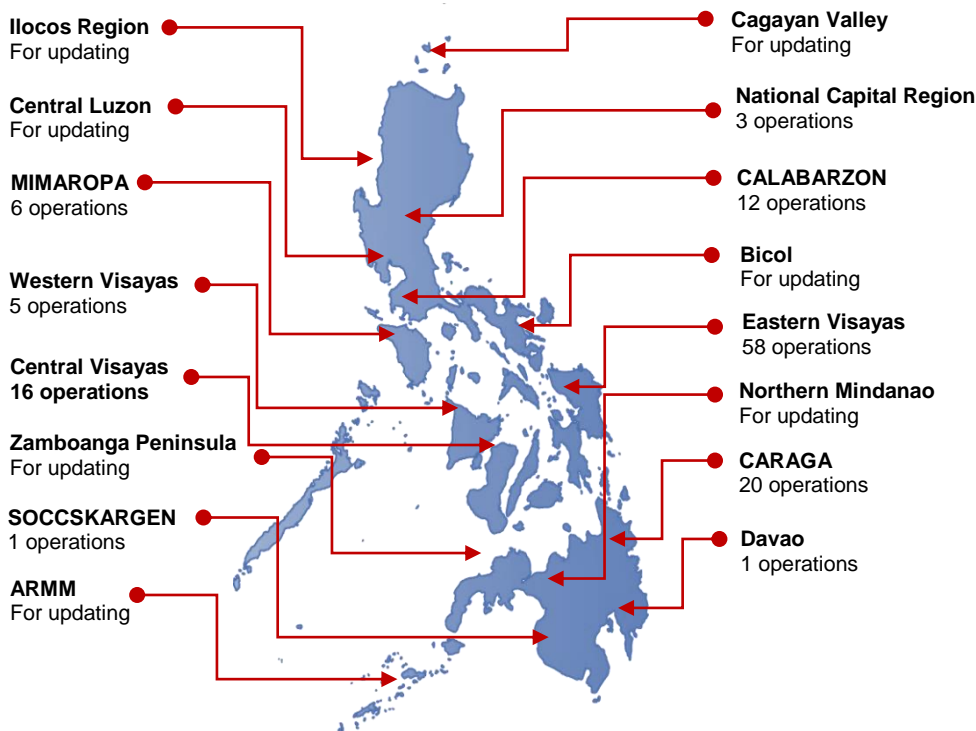 Ilocos Region
For updating
Central Luzon
For updating
MIMAROPA
6 operations
Western Visayas
5 operations
Central Visayas
16 operations
Zamboanga Peninsula
For updating
SOCCSKARGEN
1 operations
ARMM
For updating
Cagayan Valley
For updating
National Capital Region
3 operations
CALABARZON
12 operations
Bicol
For updating
Eastern Visayas
58 operations
Northern Mindanao
For updating
CARAGA
20 operations
Davao
1 operations